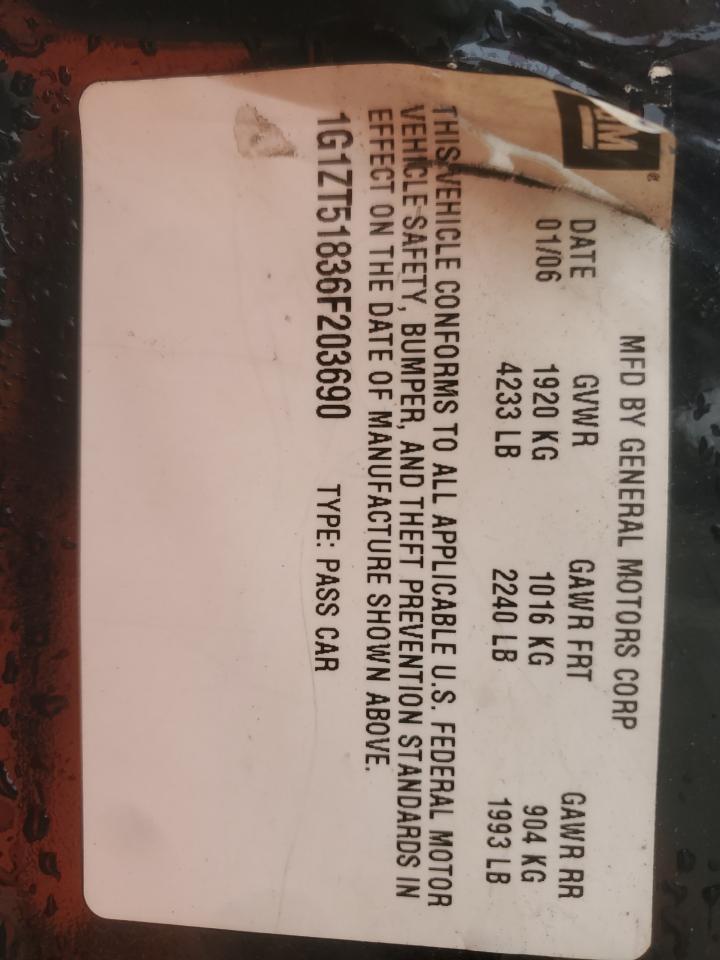 GM
MFD BY GENERAL MOTORS CORP
DATE GVWR GAWR FRT GAWR RR
01/06 1920 KG 1016 KG 904 KG
4233 LB 2240 LB 1993 LB
THIS VEHICLE CONFORMS TO ALL APPLICABLE U.S. FEDERAL MOTOR
VEHICLE SAFETY, BUMPER, AND THEFT PREVENTION STANDARDS IN
EFFECT ON THE DATE OF MANUFACTURE SHOWN ABOVE.
1G1ZT51836F203690 TYPE: PASS CAR